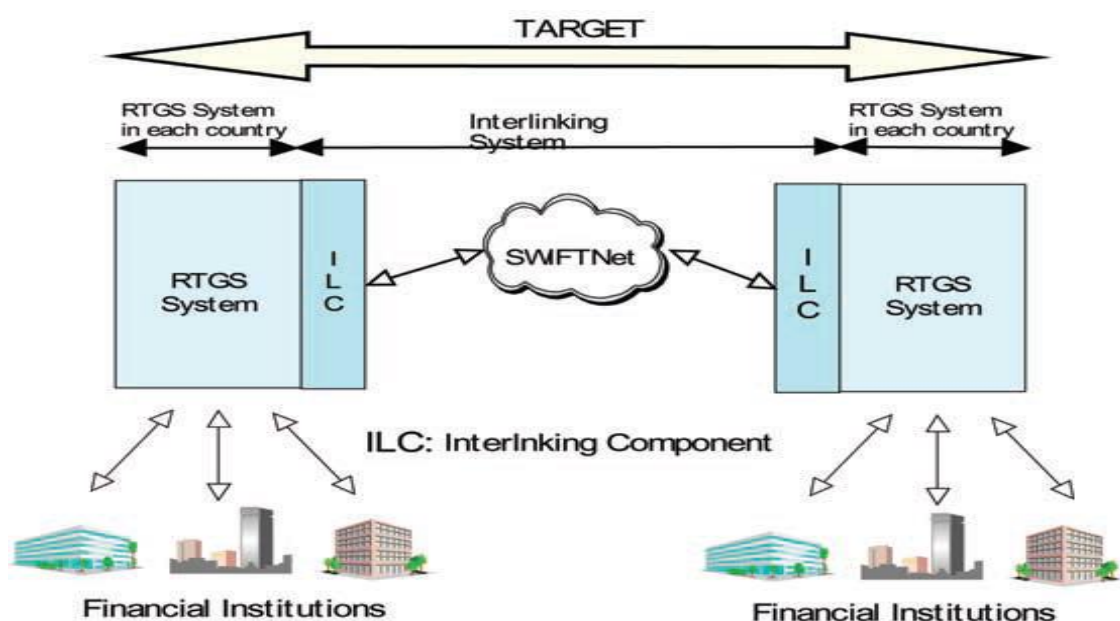 TARGET
RTGS System
in each country
Interlinking
System
RTGS System
in each country
RTGS
System
I
L
C
SWIFTNet
I
L
C
RTGS
System
ILC: Interlnking Component
Financial Institutions
Financial Institutions